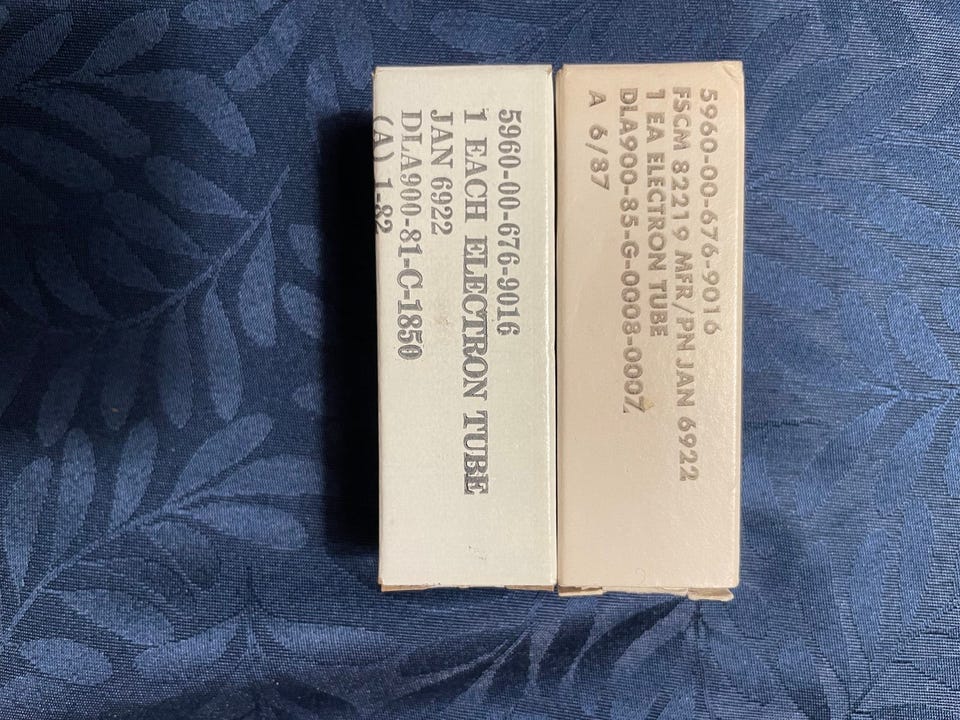 5960-00-676-9016
1 EACH ELECTRON TUBE
JAN 6922
DLA900-81-C-1850
(A) 1-82
5960-00-676-9016
FSCM 82219 MFR/PN JAN 6922
1 EA ELECTRON TUBE
DLA900-85-G-0008-0007
A 6/87